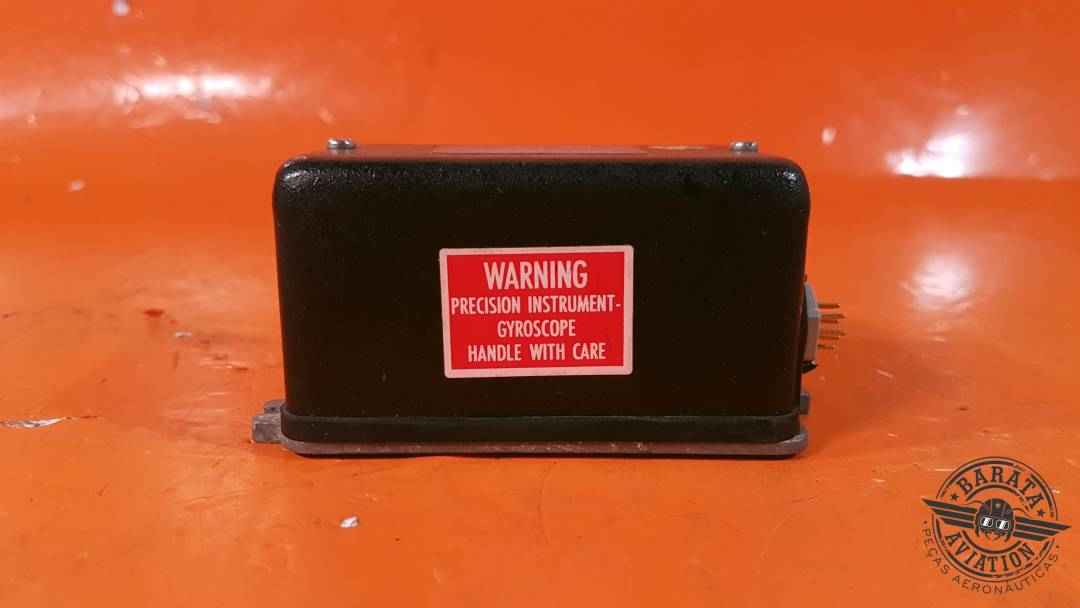 WARNING
PRECISION INSTRUMENT-
GYROSCOPE
HANDLE WITH CARE
BARATA
AVIATION
PEÇAS AERONÁUTICAS